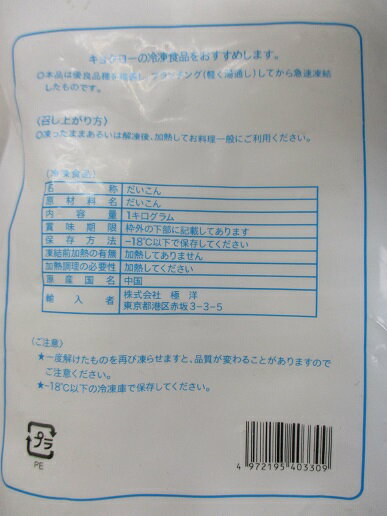 キョクヨーの冷凍食品をおすすめします。
○本品は優良品種を厳選し、ブランチング(軽く湯通し)してから急速凍結
したものです。
〈召し上がり方〉
○凍ったままあるいは解凍後、加熱してお料理一般にご利用ください。
〈冷凍食品〉
名称 だいこん
原材料名 だいこん
内容量 1キログラム
賞味期限 枠外の下部に記載してあります
保存方法 -18℃以下で保存してください
凍結前加熱の有無 加熱してありません
加熱調理の必要性 加熱してください
原産国名 中国
輸入者 株式会社 極洋
東京都港区赤坂3-3-5
〈ご注意〉
★一度解けたものを再び凍らせますと、品質が変わることがありますので
ご注意ください。
★-18℃以下の冷凍庫で保存してください。
プラ
PE
4972195403309